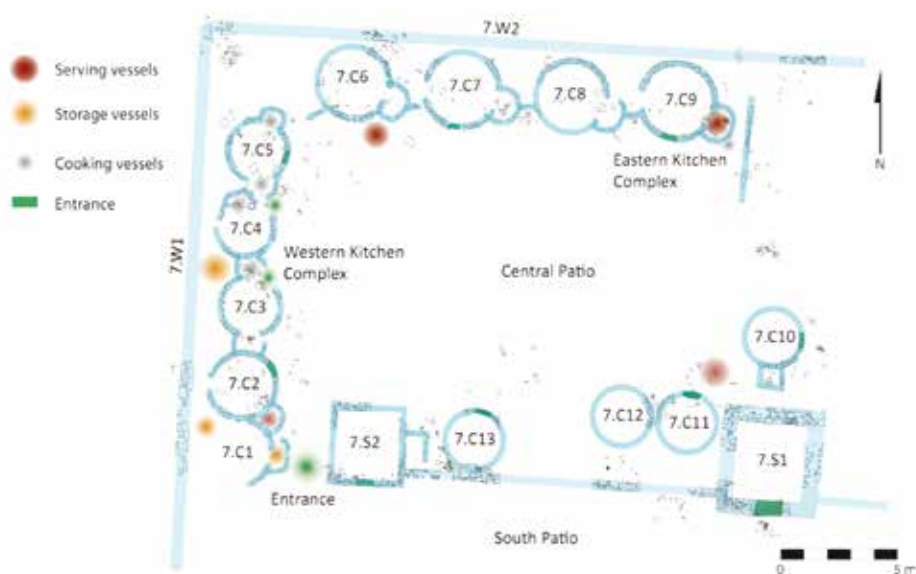 7.W2
Serving vessels
Storage vessels
Cooking vessels
Entrance
7.C6
7.C7
7.C8
7.C9
7.C5
Eastern Kitchen
Complex
N
7.C4
7.W1
Western Kitchen
Complex
Central Patio
7.C3
7.C10
7.C2
7.C12
7.C11
7.C1
7.S2
7.C13
7.S1
Entrance
South Patio
0
5 m